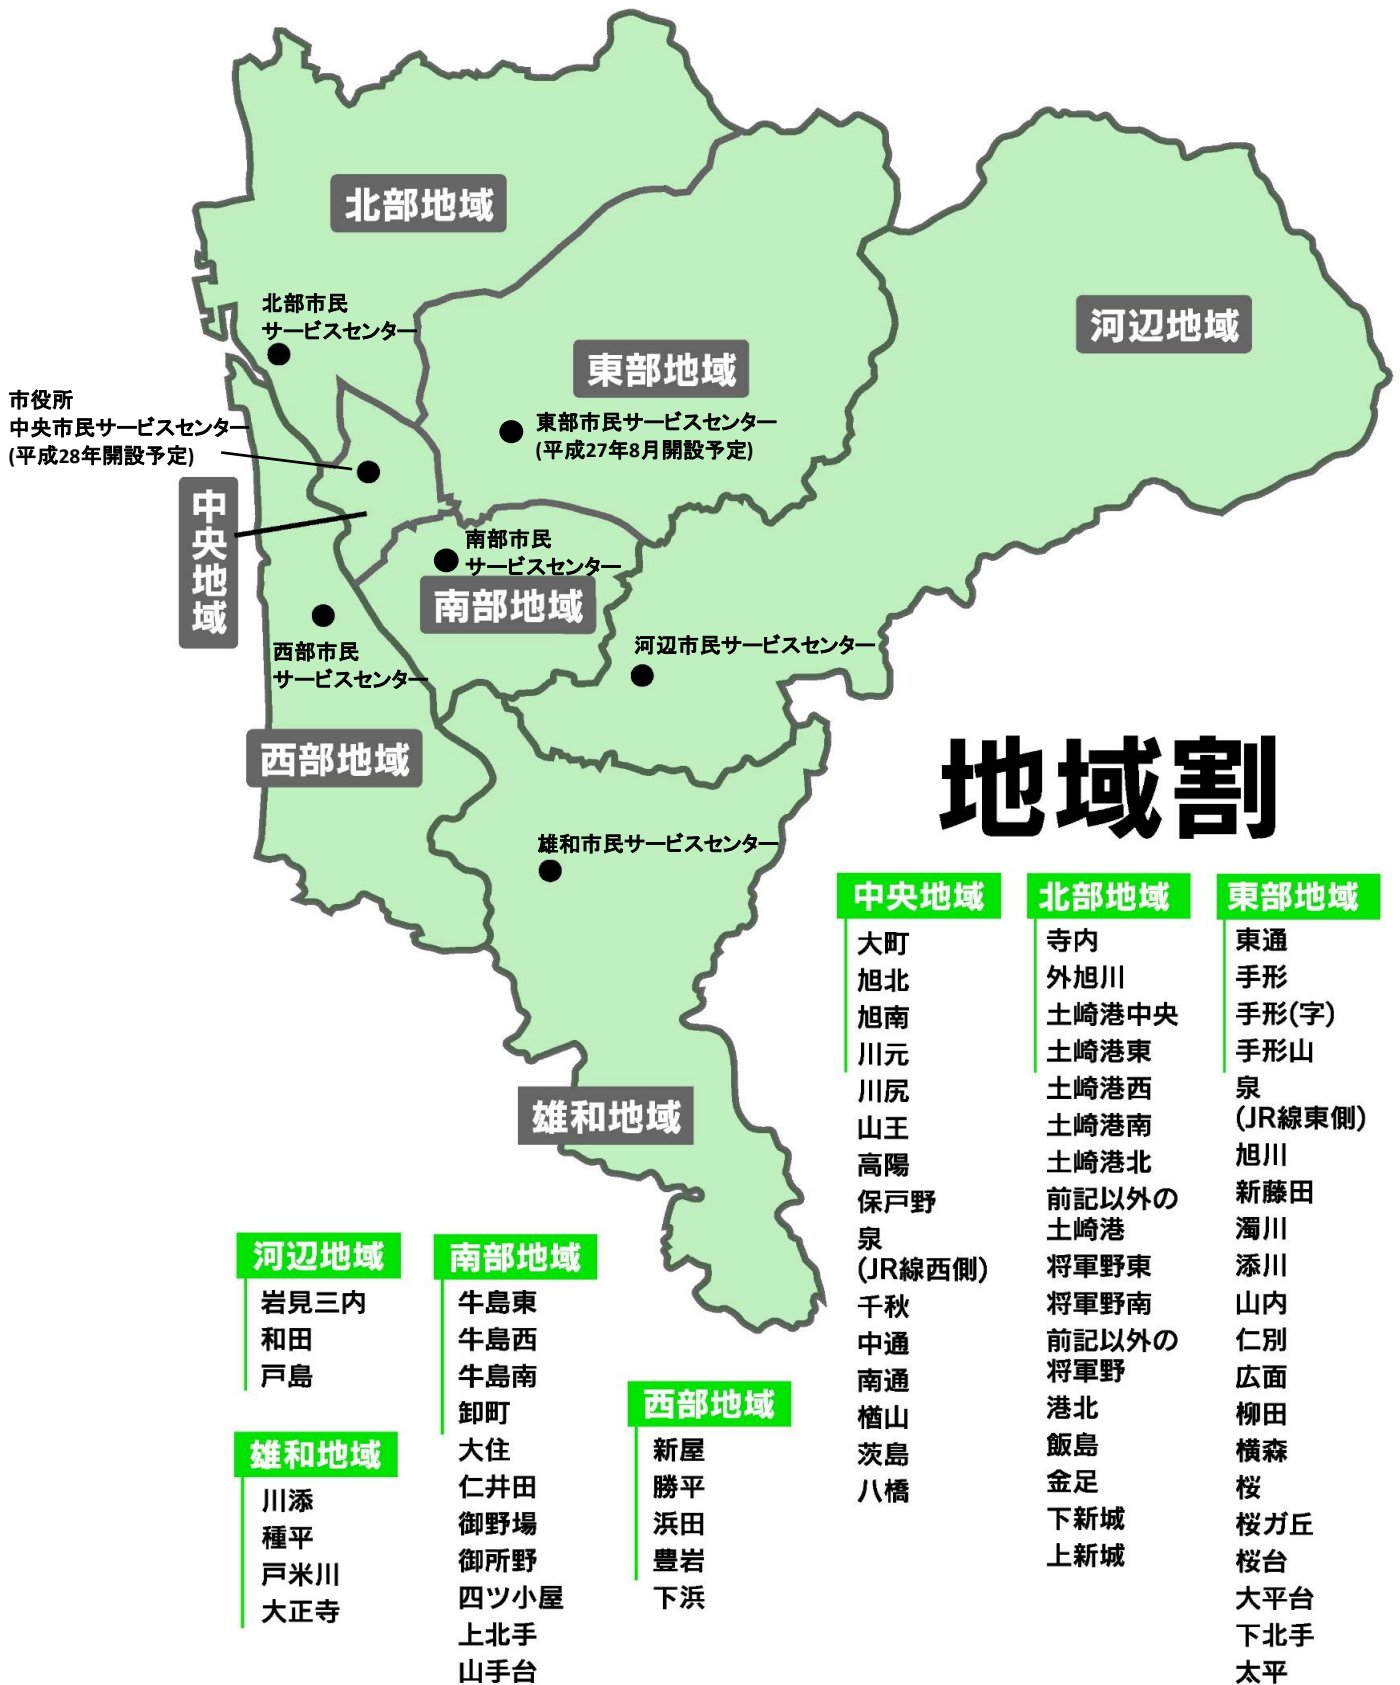 北部地域
北部市民
サービスセンター
河辺地域
東部地域
市役所
中央市民サービスセンター
(平成28年開設予定)
東部市民サービスセンター
(平成27年8月開設予定)
中央地域
南部市民
サービスセンター
南部地域
西部市民
サービスセンター
河辺市民サービスセンター
西部地域
地域割
雄和市民サービスセンター
雄和地域
中央地域
大町
旭北
旭南
川元
川尻
山王
高陽
保戸野
泉
(JR線西側)
千秋
中通
南通
楢山
茨島
八橋
北部地域
寺内
外旭川
土崎港中央
土崎港東
土崎港西
土崎港南
土崎港北
前記以外の
土崎港
将軍野東
将軍野南
前記以外の
将軍野
港北
飯島
金足
下新城
上新城
東部地域
東通
手形
手形(字)
手形山
泉
(JR線東側)
旭川
新藤田
濁川
添川
山内
仁別
広面
柳田
横森
桜
桜ガ丘
桜台
大平台
下北手
太平
河辺地域
岩見三内
和田
戸島
雄和地域
川添
種平
戸米川
大正寺
南部地域
牛島東
牛島西
牛島南
卸町
大住
仁井田
御野場
御所野
四ツ小屋
上北手
山手台
西部地域
新屋
勝平
浜田
豊岩
下浜